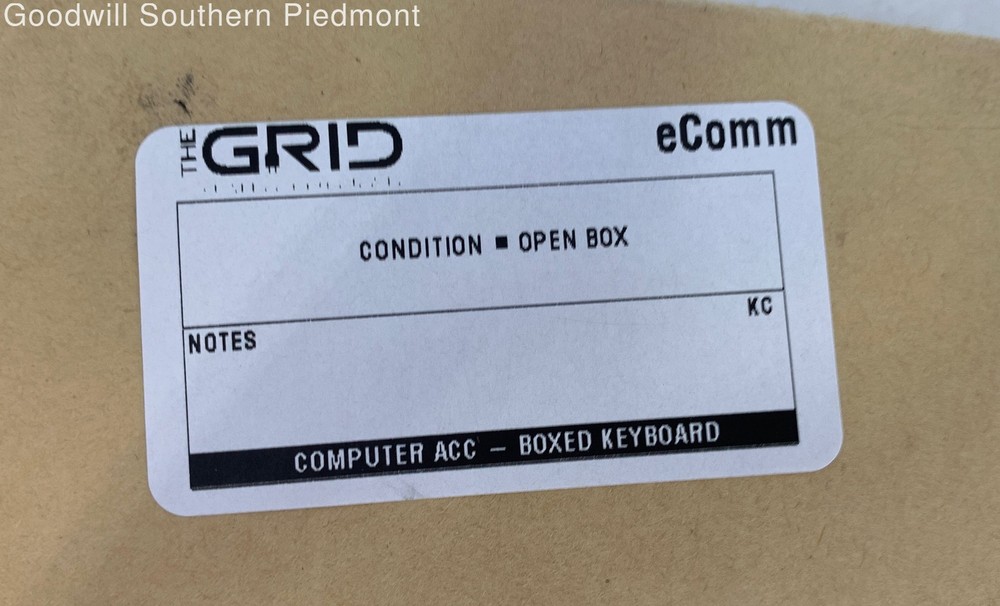 Goodwill Southern Piedmont
THE GRID
eComm
CONDITION ■ OPEN BOX
KC
NOTES
COMPUTER ACC — BOXED KEYBOARD